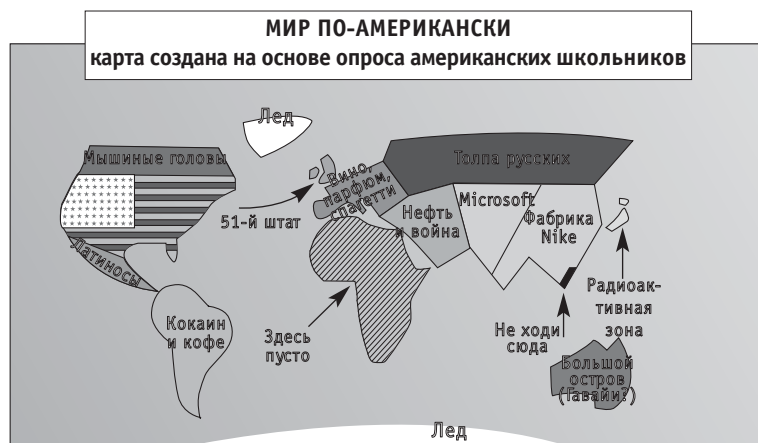 МИР ПО-АМЕРИКАНСКИ
карта создана на основе опроса американских школьников
Лед
Мышиные головы
Толпа русских
Вино,
парфюм,
спагетти
51-й штат
Нефть
и война
Microsoft
Фабрика
Nike
Латиносы
Кокаин
и кофе
Здесь
пусто
Не ходи
сюда
Радиоак-
тивная
зона
Большой
остров
(Гавайи?)
Лед